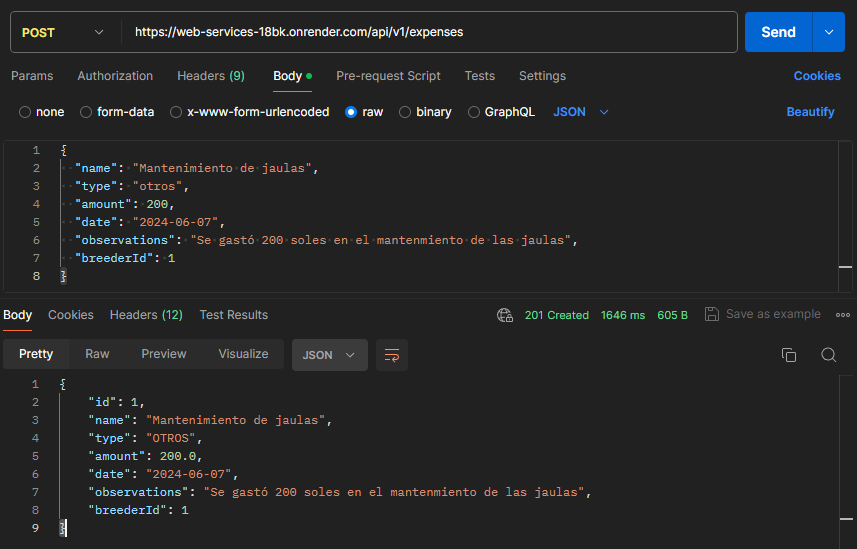 POST https://web-services-18bk.onrender.com/api/v1/expenses Send
Params Authorization Headers (9) Body Pre-request Script Tests Settings Cookies
none form-data x-www-form-urlencoded raw binary GraphQL JSON Beautify
1 {
2 "name": "Mantenimiento de jaulas",
3 "type": "otros",
4 "amount": 200,
5 "date": "2024-06-07",
6 "observations": "Se gastó 200 soles en el mantenmiento de las jaulas",
7 "breederId": 1
8 }
Body Cookies Headers (12) Test Results 201 Created 1646 ms 605 B Save as example
Pretty Raw Preview Visualize JSON
1 {
2 "id": 1,
3 "name": "Mantenimiento de jaulas",
4 "type": "OTROS",
5 "amount": 200.0,
6 "date": "2024-06-07",
7 "observations": "Se gastó 200 soles en el mantenmiento de las jaulas",
8 "breederId": 1
9 }